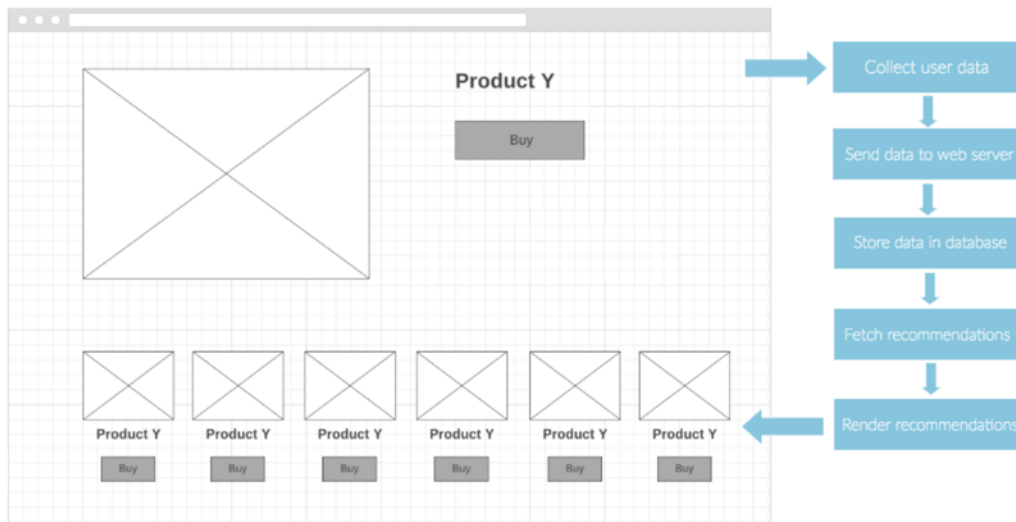 Product Y
Buy
Collect user data
Send data to web server
Store data in database
Fetch recommendations
Render recommendations
Product Y Product Y Product Y Product Y Product Y Product Y
Buy Buy Buy Buy Buy Buy